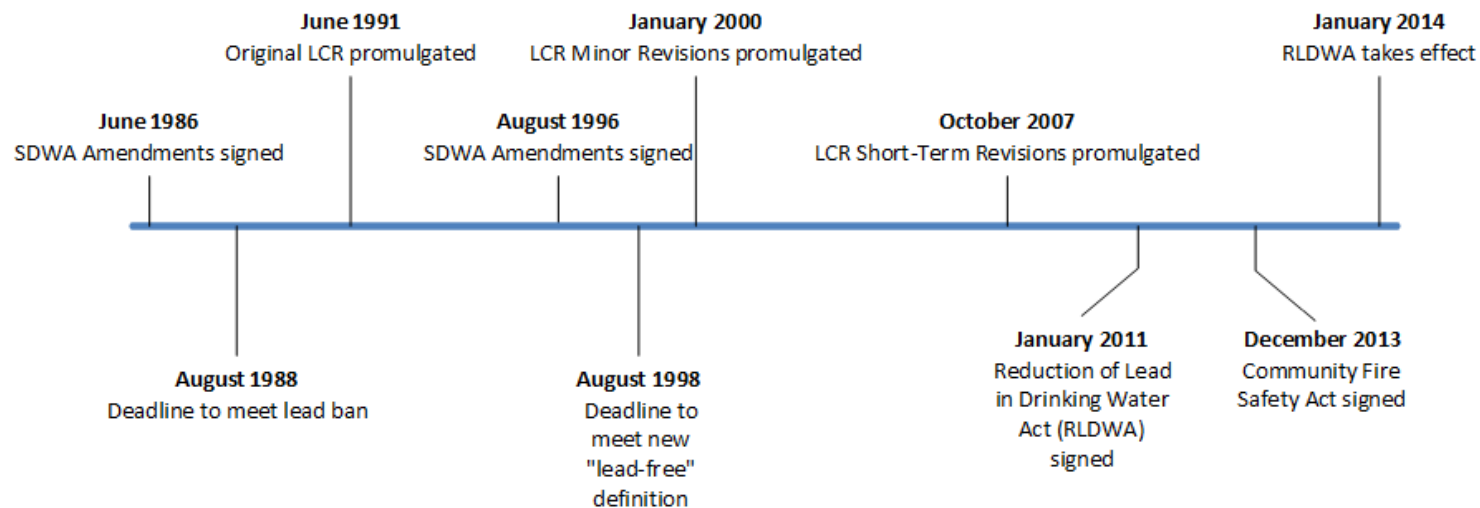 June 1991
Original LCR promulgated
January 2000
LCR Minor Revisions promulgated
January 2014
RLDWA takes effect
June 1986
SDWA Amendments signed
August 1996
SDWA Amendments signed
October 2007
LCR Short-Term Revisions promulgated
August 1988
Deadline to meet lead ban
August 1998
Deadline to
meet new
"lead-free"
definition
January 2011
Reduction of Lead
in Drinking Water
Act (RLDWA)
signed
December 2013
Community Fire
Safety Act signed